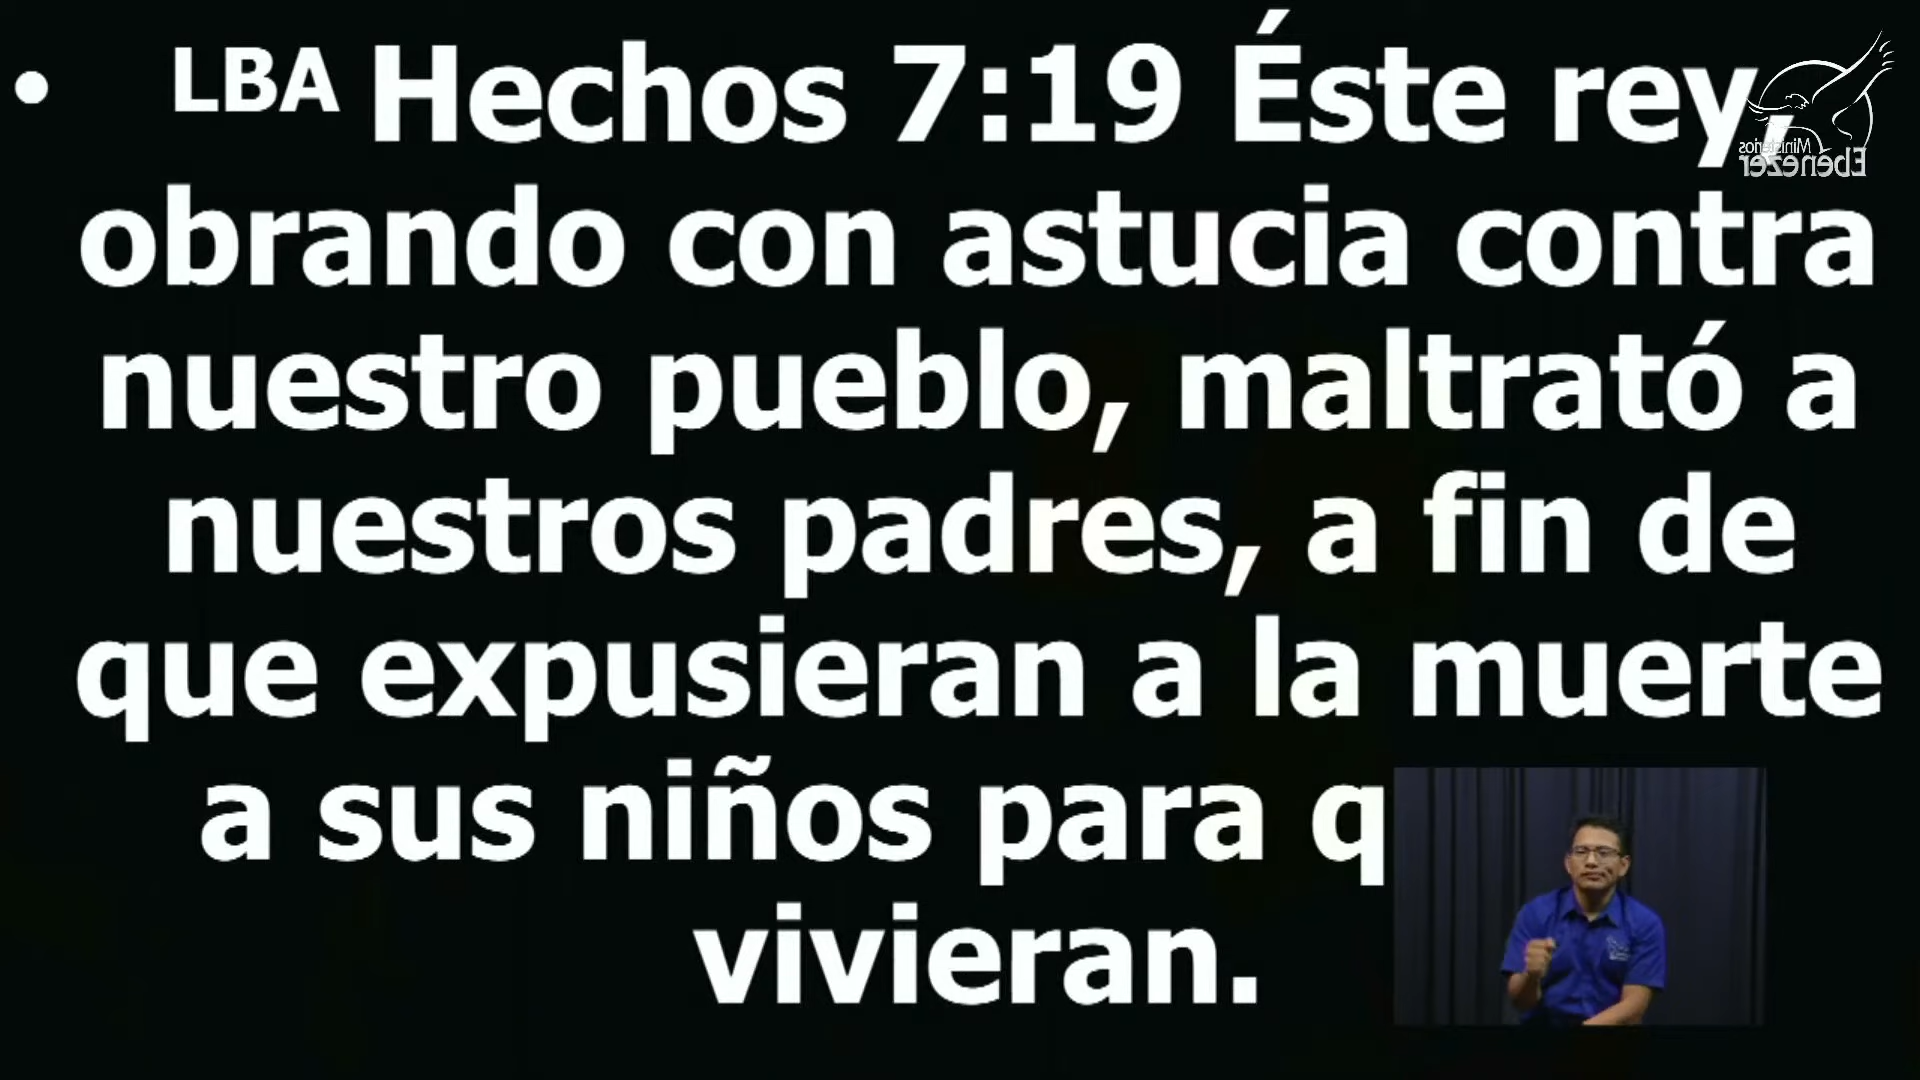 • LBA Hechos 7:19 Éste rey,
obrando con astucia contra
nuestro pueblo, maltrató a
nuestros padres, a fin de
que expusieran a la muerte
a sus niños para q
vivieran.
Ministerios
Ebenezer